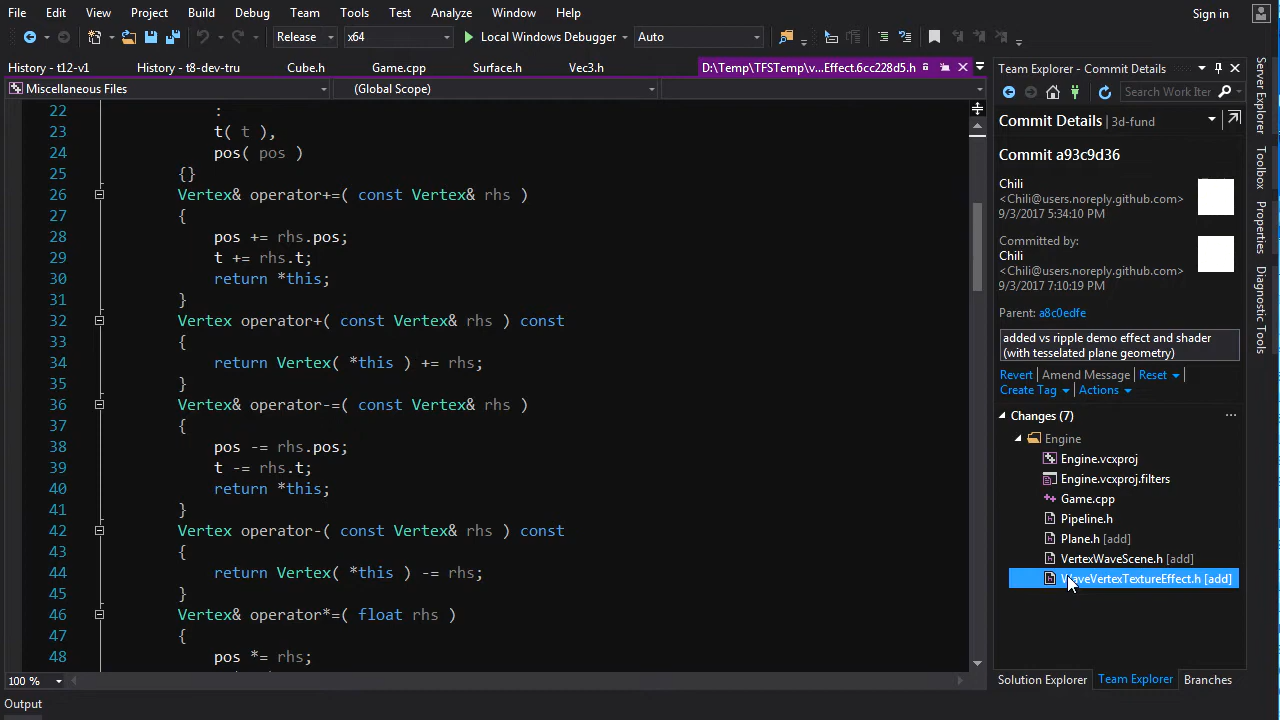 File Edit View Project Build Debug Team Tools Test Analyze Window Help Sign in
Release x64 Local Windows Debugger Auto
History - t12-v1 History - t8-dev-tru Cube.h Game.cpp Surface.h Vec3.h D:\Temp\TFSTemp\v...Effect.6cc228d5.h
Miscellaneous Files (Global Scope)
22 :
23 t( t ),
24 pos( pos )
25 {}
26 Vertex& operator+=( const Vertex& rhs )
27 {
28 pos += rhs.pos;
29 t += rhs.t;
30 return *this;
31 }
32 Vertex operator+( const Vertex& rhs ) const
33 {
34 return Vertex( *this ) += rhs;
35 }
36 Vertex& operator-=( const Vertex& rhs )
37 {
38 pos -= rhs.pos;
39 t -= rhs.t;
40 return *this;
41 }
42 Vertex operator-( const Vertex& rhs ) const
43 {
44 return Vertex( *this ) -= rhs;
45 }
46 Vertex& operator*=( float rhs )
47 {
48 pos *= rhs;
100 %
Output
Team Explorer - Commit Details
Search Work Iter
Commit Details 3d-fund
Commit a93c9d36
Chili
<Chili@users.noreply.github.com>
9/3/2017 5:34:10 PM
Committed by:
Chili
<Chili@users.noreply.github.com>
9/3/2017 7:10:19 PM
Parent: a8c0edfe
added vs ripple demo effect and shader
(with tesselated plane geometry)
Revert Amend Message Reset
Create Tag Actions
Changes (7) ...
Engine
Engine.vcxproj
Engine.vcxproj.filters
Game.cpp
Pipeline.h
Plane.h [add]
VertexWaveScene.h [add]
WaveVertexTextureEffect.h [add]
Solution Explorer Team Explorer Branches
Server Explorer
Toolbox
Properties
Diagnostic Tools